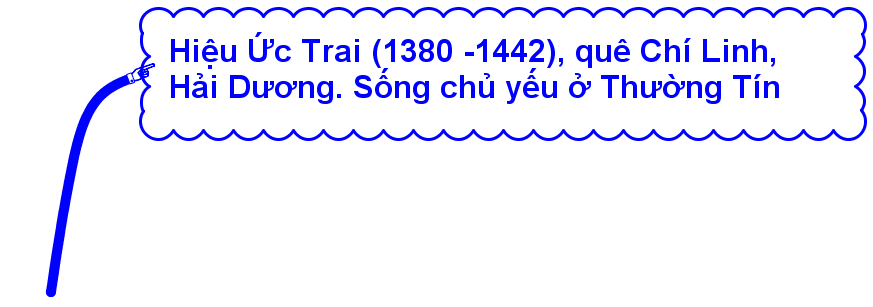 Hiệu Ức Trai (1380 -1442), quê Chí Linh,
Hải Dương. Sống chủ yếu ở Thường Tín